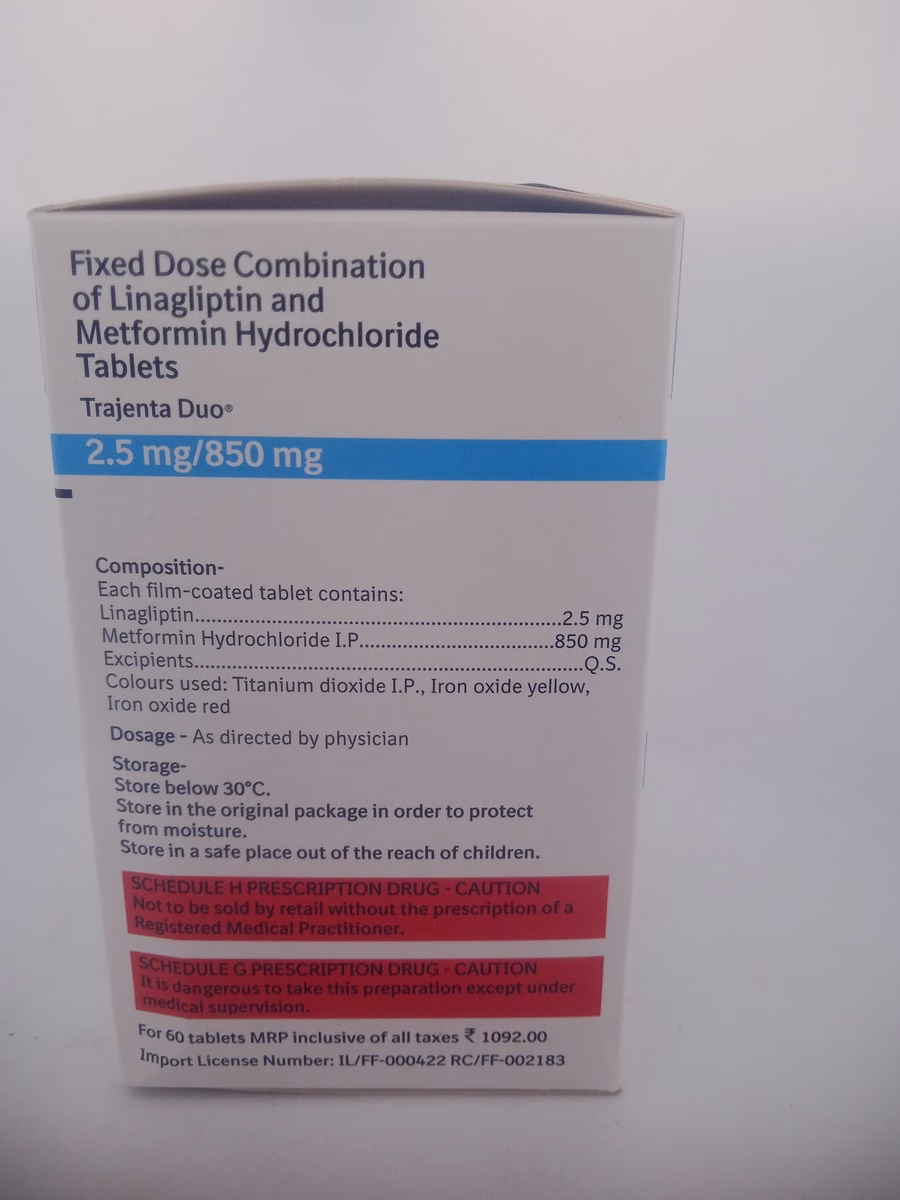 Fixed Dose Combination
of Linagliptin and
Metformin Hydrochloride
Tablets
Trajenta Duo®
2.5 mg/850 mg
Composition-
Each film-coated tablet contains:
Linagliptin..........................................................2.5 mg
Metformin Hydrochloride I.P...............................850 mg
Excipients..............................................................Q.S.
Colours used: Titanium dioxide I.P., Iron oxide yellow,
Iron oxide red
Dosage - As directed by physician
Storage-
Store below 30°C.
Store in the original package in order to protect
from moisture.
Store in a safe place out of the reach of children.
SCHEDULE H PRESCRIPTION DRUG - CAUTION
Not to be sold by retail without the prescription of a
Registered Medical Practitioner.
SCHEDULE G PRESCRIPTION DRUG - CAUTION
It is dangerous to take this preparation except under
medical supervision.
For 60 tablets MRP inclusive of all taxes ₹ 1092.00
Import License Number: IL/FF-000422 RC/FF-002183